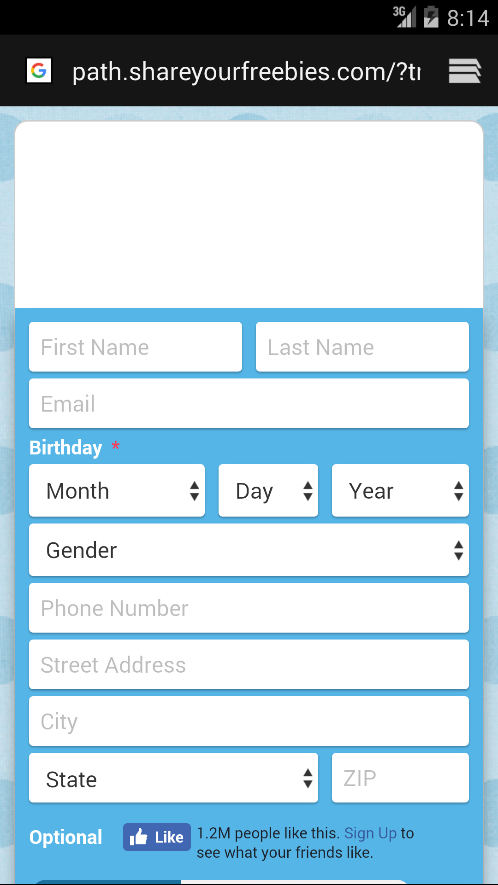 3G 8:14
G path.shareyourfreebies.com/?tr
First Name Last Name
Email
Birthday *
Month Day Year
Gender
Phone Number
Street Address
City
State ZIP
Optional Like 1.2M people like this. Sign Up to
see what your friends like.